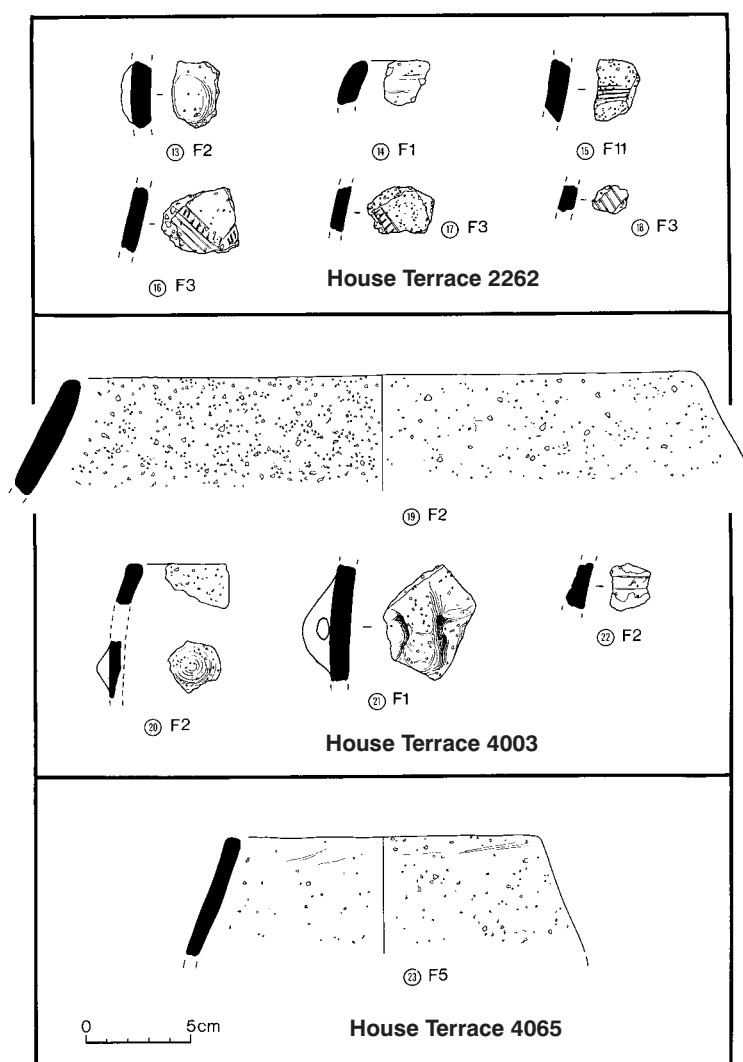 ⑬ F2
⑭ F1
⑮ F11
⑯ F3
⑰ F3
⑱ F3
House Terrace 2262
⑲ F2
⑳ F2
㉑ F1
㉒ F2
House Terrace 4003
㉓ F5
0 5cm
House Terrace 4065